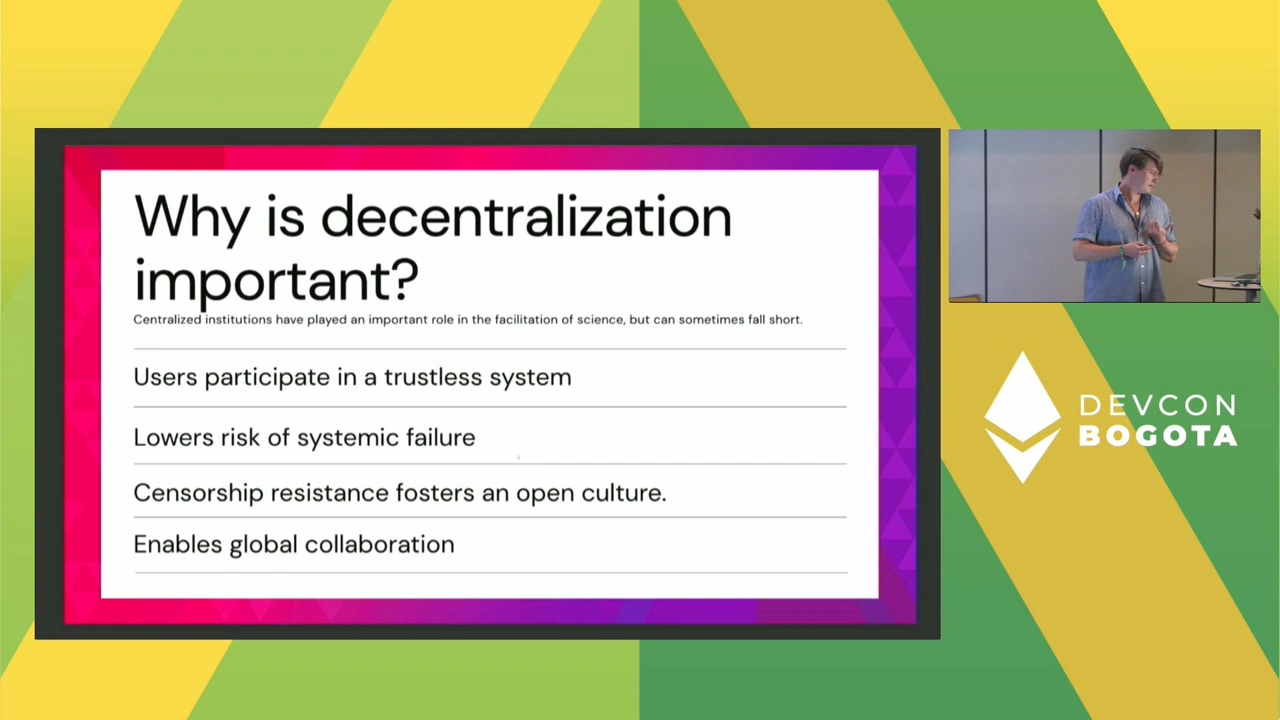 Why is decentralization
important?
Centralized institutions have played an important role in the facilitation of science, but can sometimes fall short.
Users participate in a trustless system
Lowers risk of systemic failure
Censorship resistance fosters an open culture.
Enables global collaboration
DEVCON
BOGOTA